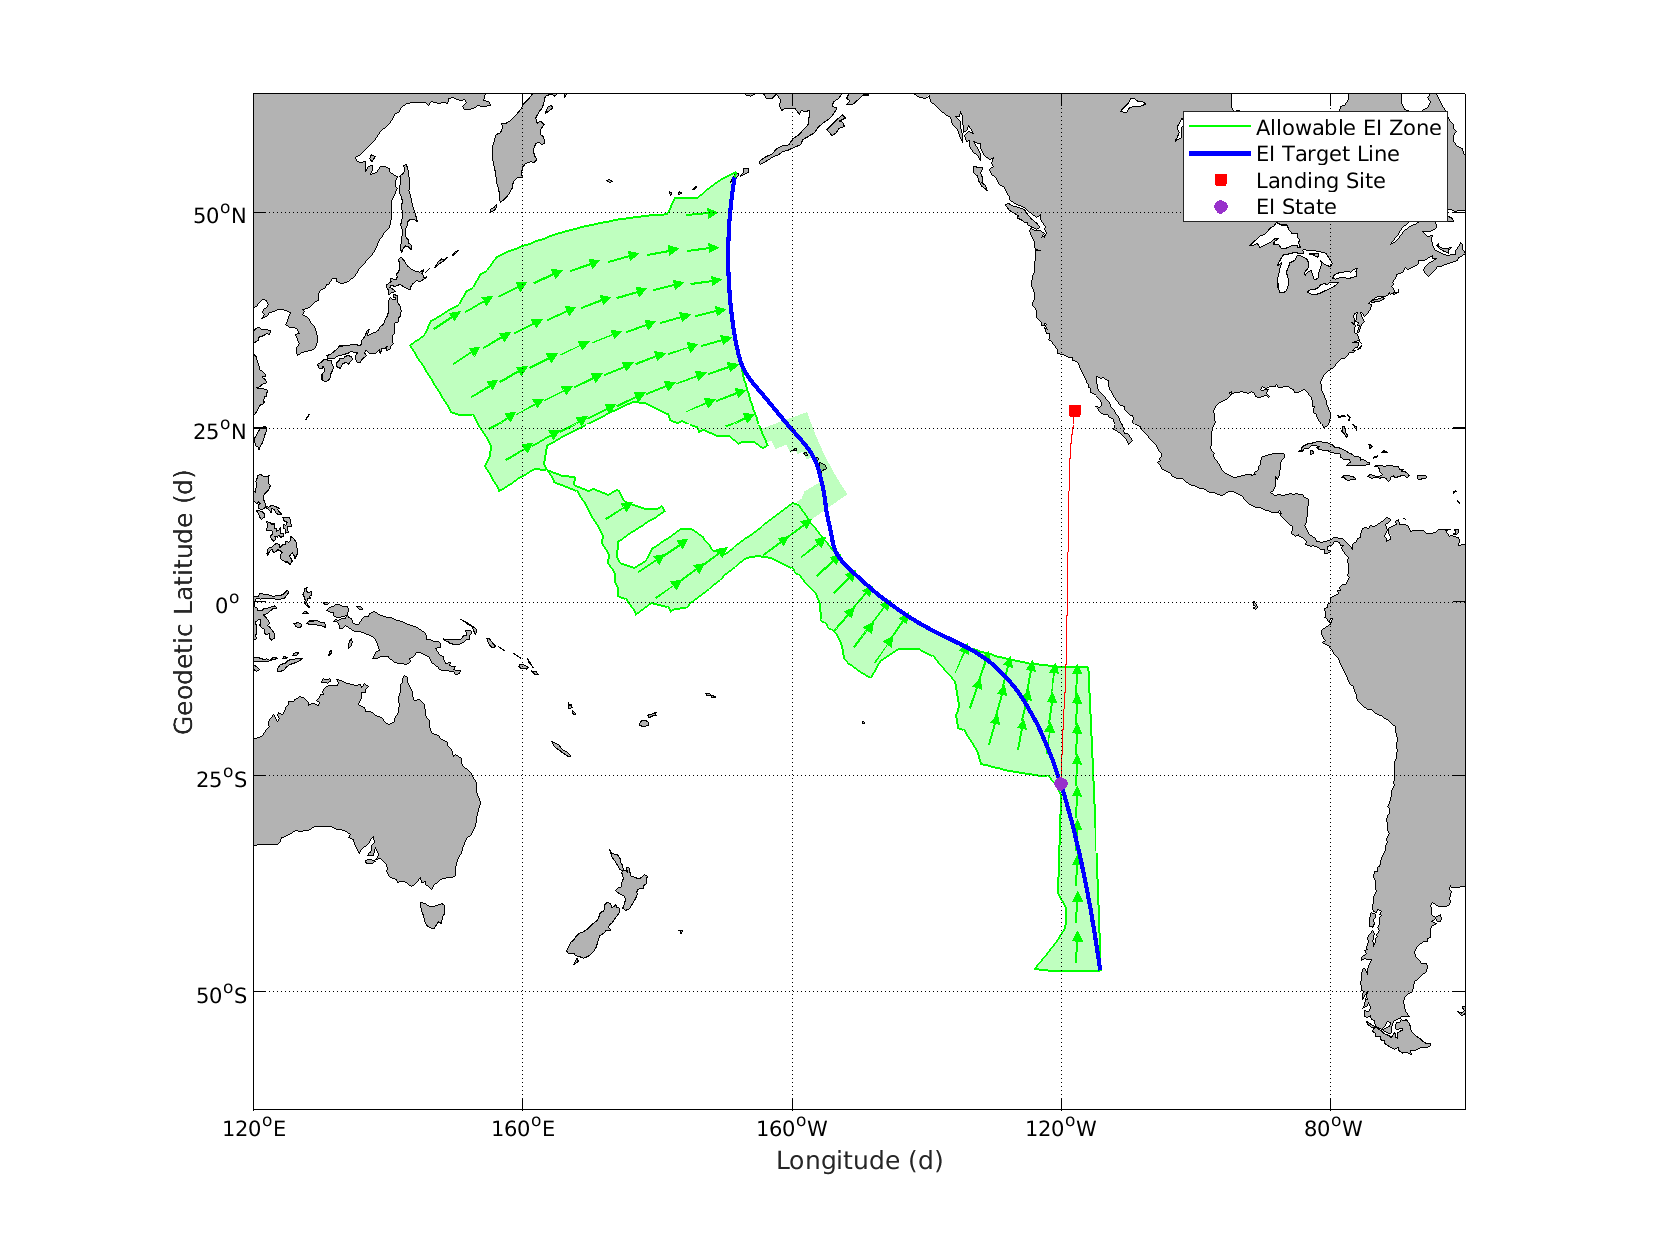 Allowable EI Zone
EI Target Line
Landing Site
EI State
50°N
25°N
0°
25°S
50°S
Geodetic Latitude (d)
120°E
160°E
160°W
120°W
80°W
Longitude (d)